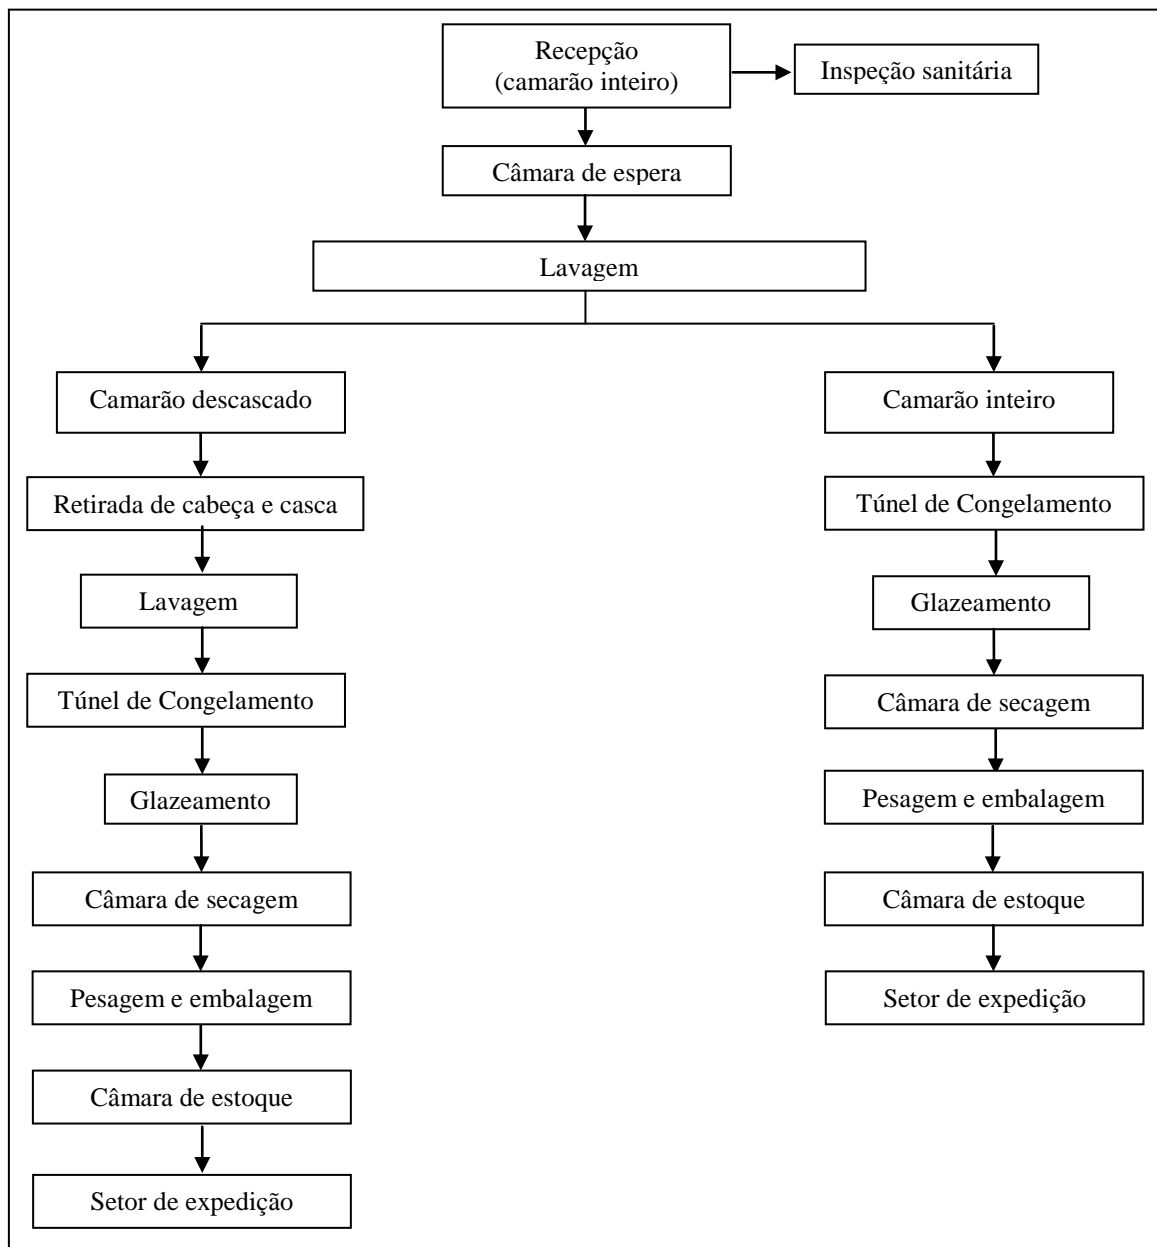 Recepção
(camarão inteiro)
Inspeção sanitária
Câmara de espera
Lavagem
Camarão descascado
Retirada de cabeça e casca
Lavagem
Túnel de Congelamento
Glazeamento
Câmara de secagem
Pesagem e embalagem
Câmara de estoque
Setor de expedição
Camarão inteiro
Túnel de Congelamento
Glazeamento
Câmara de secagem
Pesagem e embalagem
Câmara de estoque
Setor de expedição